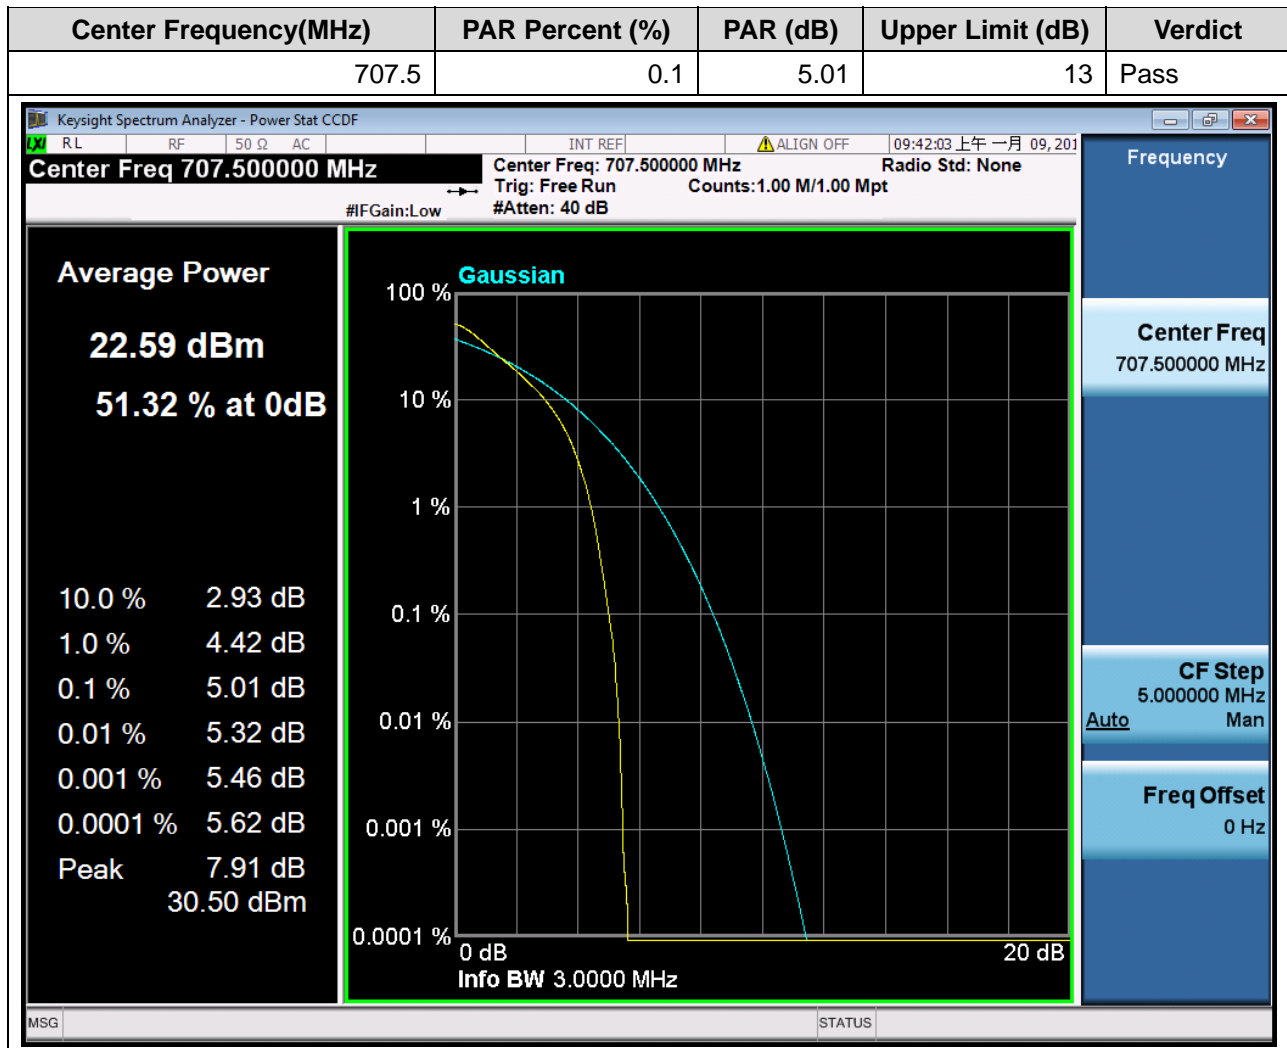 Center Frequency(MHz) PAR Percent (%) PAR (dB) Upper Limit (dB) Verdict
707.5 0.1 5.01 13 Pass
Keysight Spectrum Analyzer - Power Stat CCDF
LXI RL RF 50 Ω AC INT REF ALIGN OFF 09:42:03 上午 一月 09, 201
Center Freq 707.500000 MHz
Center Freq: 707.500000 MHz Radio Std: None
Trig: Free Run Counts:1.00 M/1.00 Mpt
#IFGain:Low #Atten: 40 dB
Average Power
22.59 dBm
51.32 % at 0dB
10.0 % 2.93 dB
1.0 % 4.42 dB
0.1 % 5.01 dB
0.01 % 5.32 dB
0.001 % 5.46 dB
0.0001 % 5.62 dB
Peak 7.91 dB
30.50 dBm
Gaussian
100 %
10 %
1 %
0.1 %
0.01 %
0.001 %
0.0001 %
0 dB 20 dB
Info BW 3.0000 MHz
Frequency
Center Freq
707.500000 MHz
CF Step
5.000000 MHz
Auto Man
Freq Offset
0 Hz
MSG STATUS